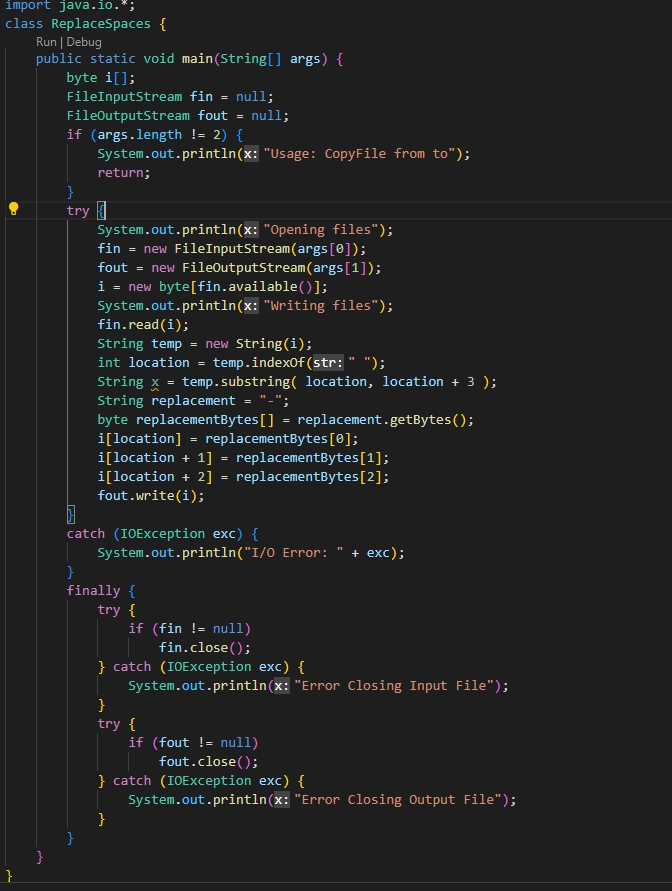 import java.io.*;
class ReplaceSpaces {
Run | Debug
public static void main(String[] args) {
byte i[];
FileInputStream fin = null;
FileOutputStream fout = null;
if (args.length != 2) {
System.out.println(x: "Usage: CopyFile from to");
return;
}
try {
System.out.println(x: "Opening files");
fin = new FileInputStream(args[0]);
fout = new FileOutputStream(args[1]);
i = new byte[fin.available()];
System.out.println(x: "Writing files");
fin.read(i);
String temp = new String(i);
int location = temp.indexOf(str: " ");
String x = temp.substring( location, location + 3 );
String replacement = "-";
byte replacementBytes[] = replacement.getBytes();
i[location] = replacementBytes[0];
i[location + 1] = replacementBytes[1];
i[location + 2] = replacementBytes[2];
fout.write(i);
}
catch (IOException exc) {
System.out.println("I/O Error: " + exc);
}
finally {
try {
if (fin != null)
fin.close();
} catch (IOException exc) {
System.out.println(x: "Error Closing Input File");
}
try {
if (fout != null)
fout.close();
} catch (IOException exc) {
System.out.println(x: "Error Closing Output File");
}
}
}
}